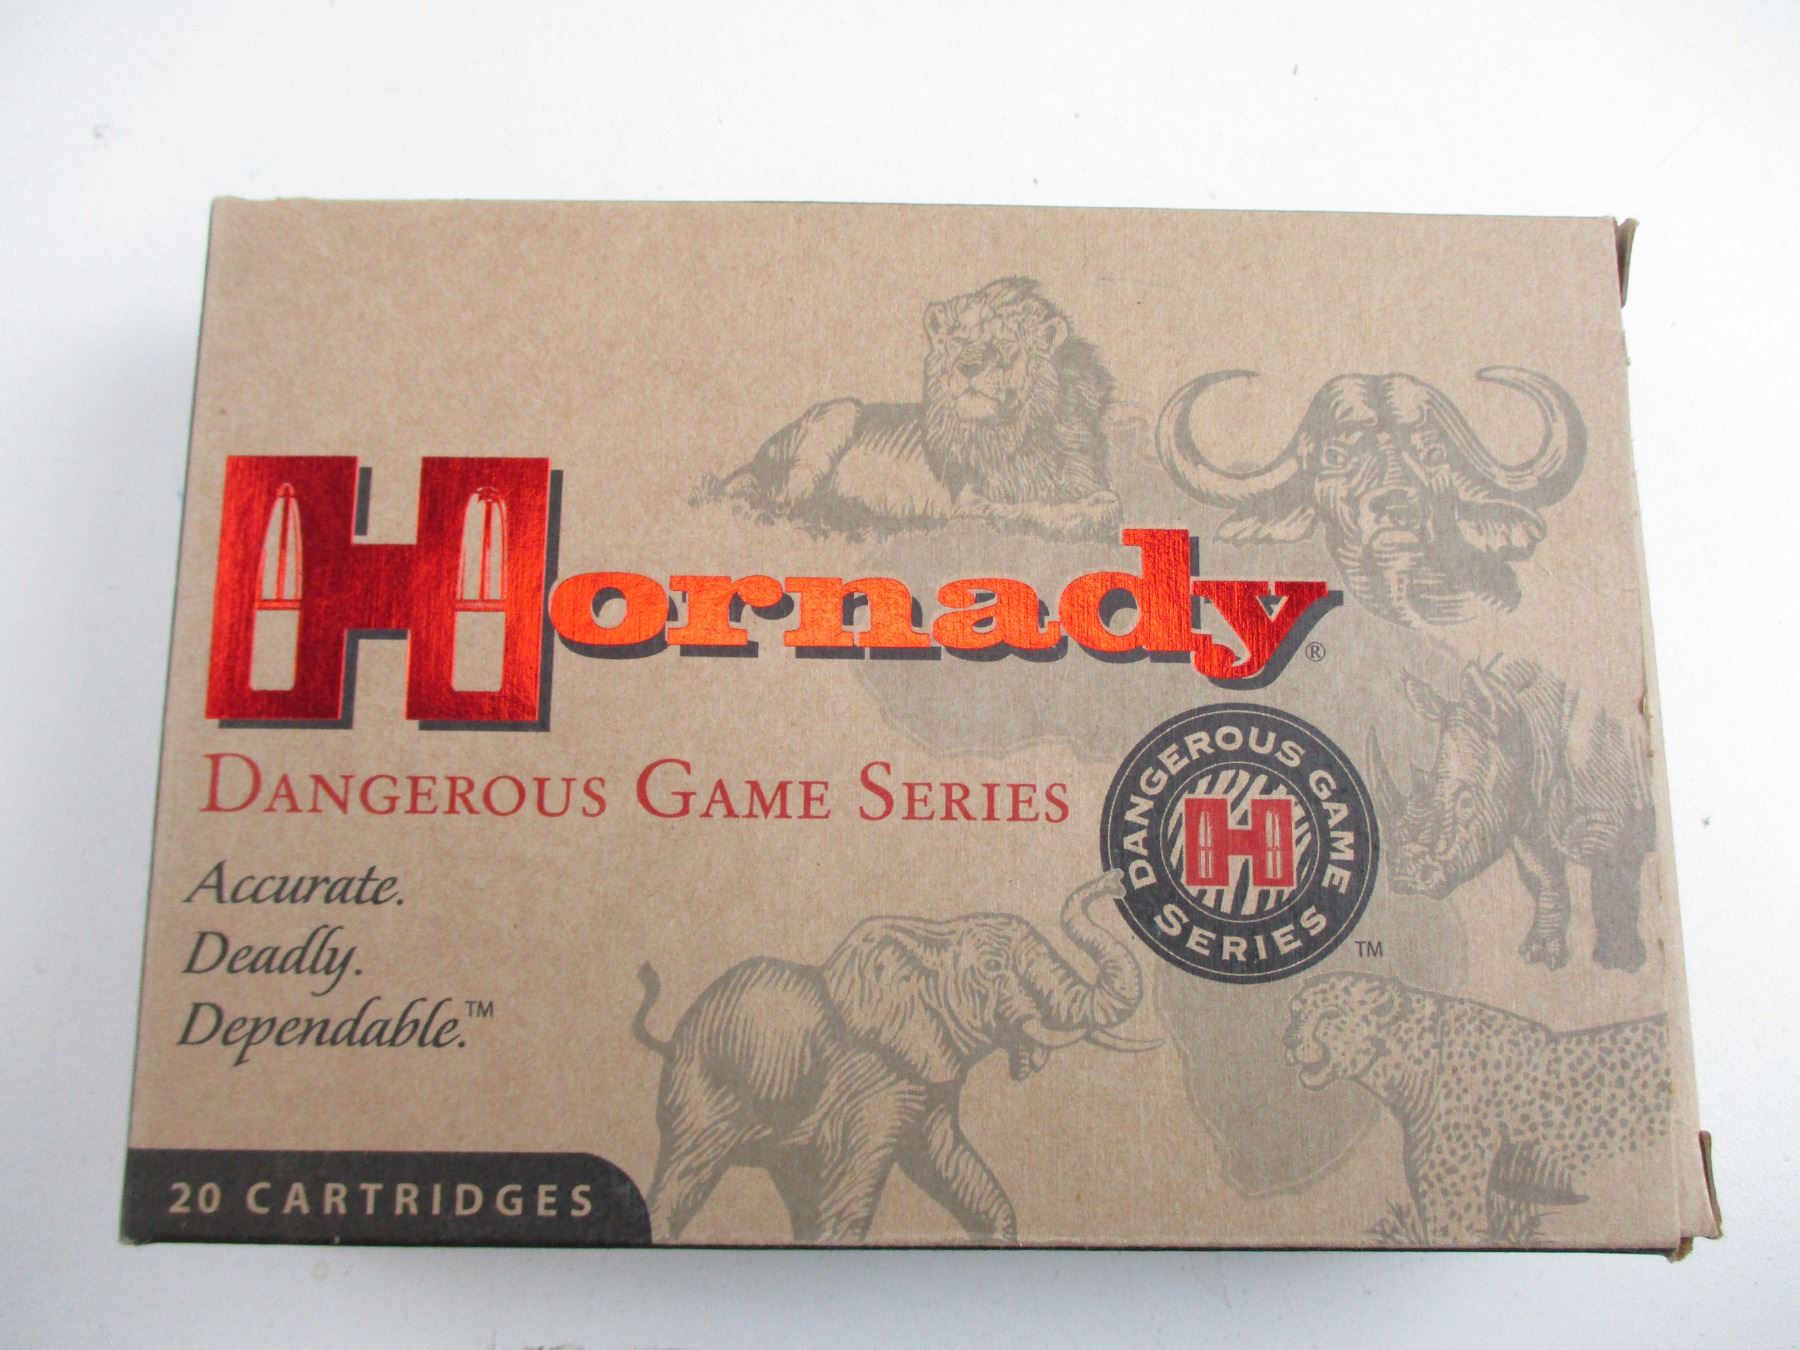 Hornady®
DANGEROUS GAME SERIES
DANGEROUS GAME
H
SERIES
™
Accurate.
Deadly.
Dependable.™
20 CARTRIDGES